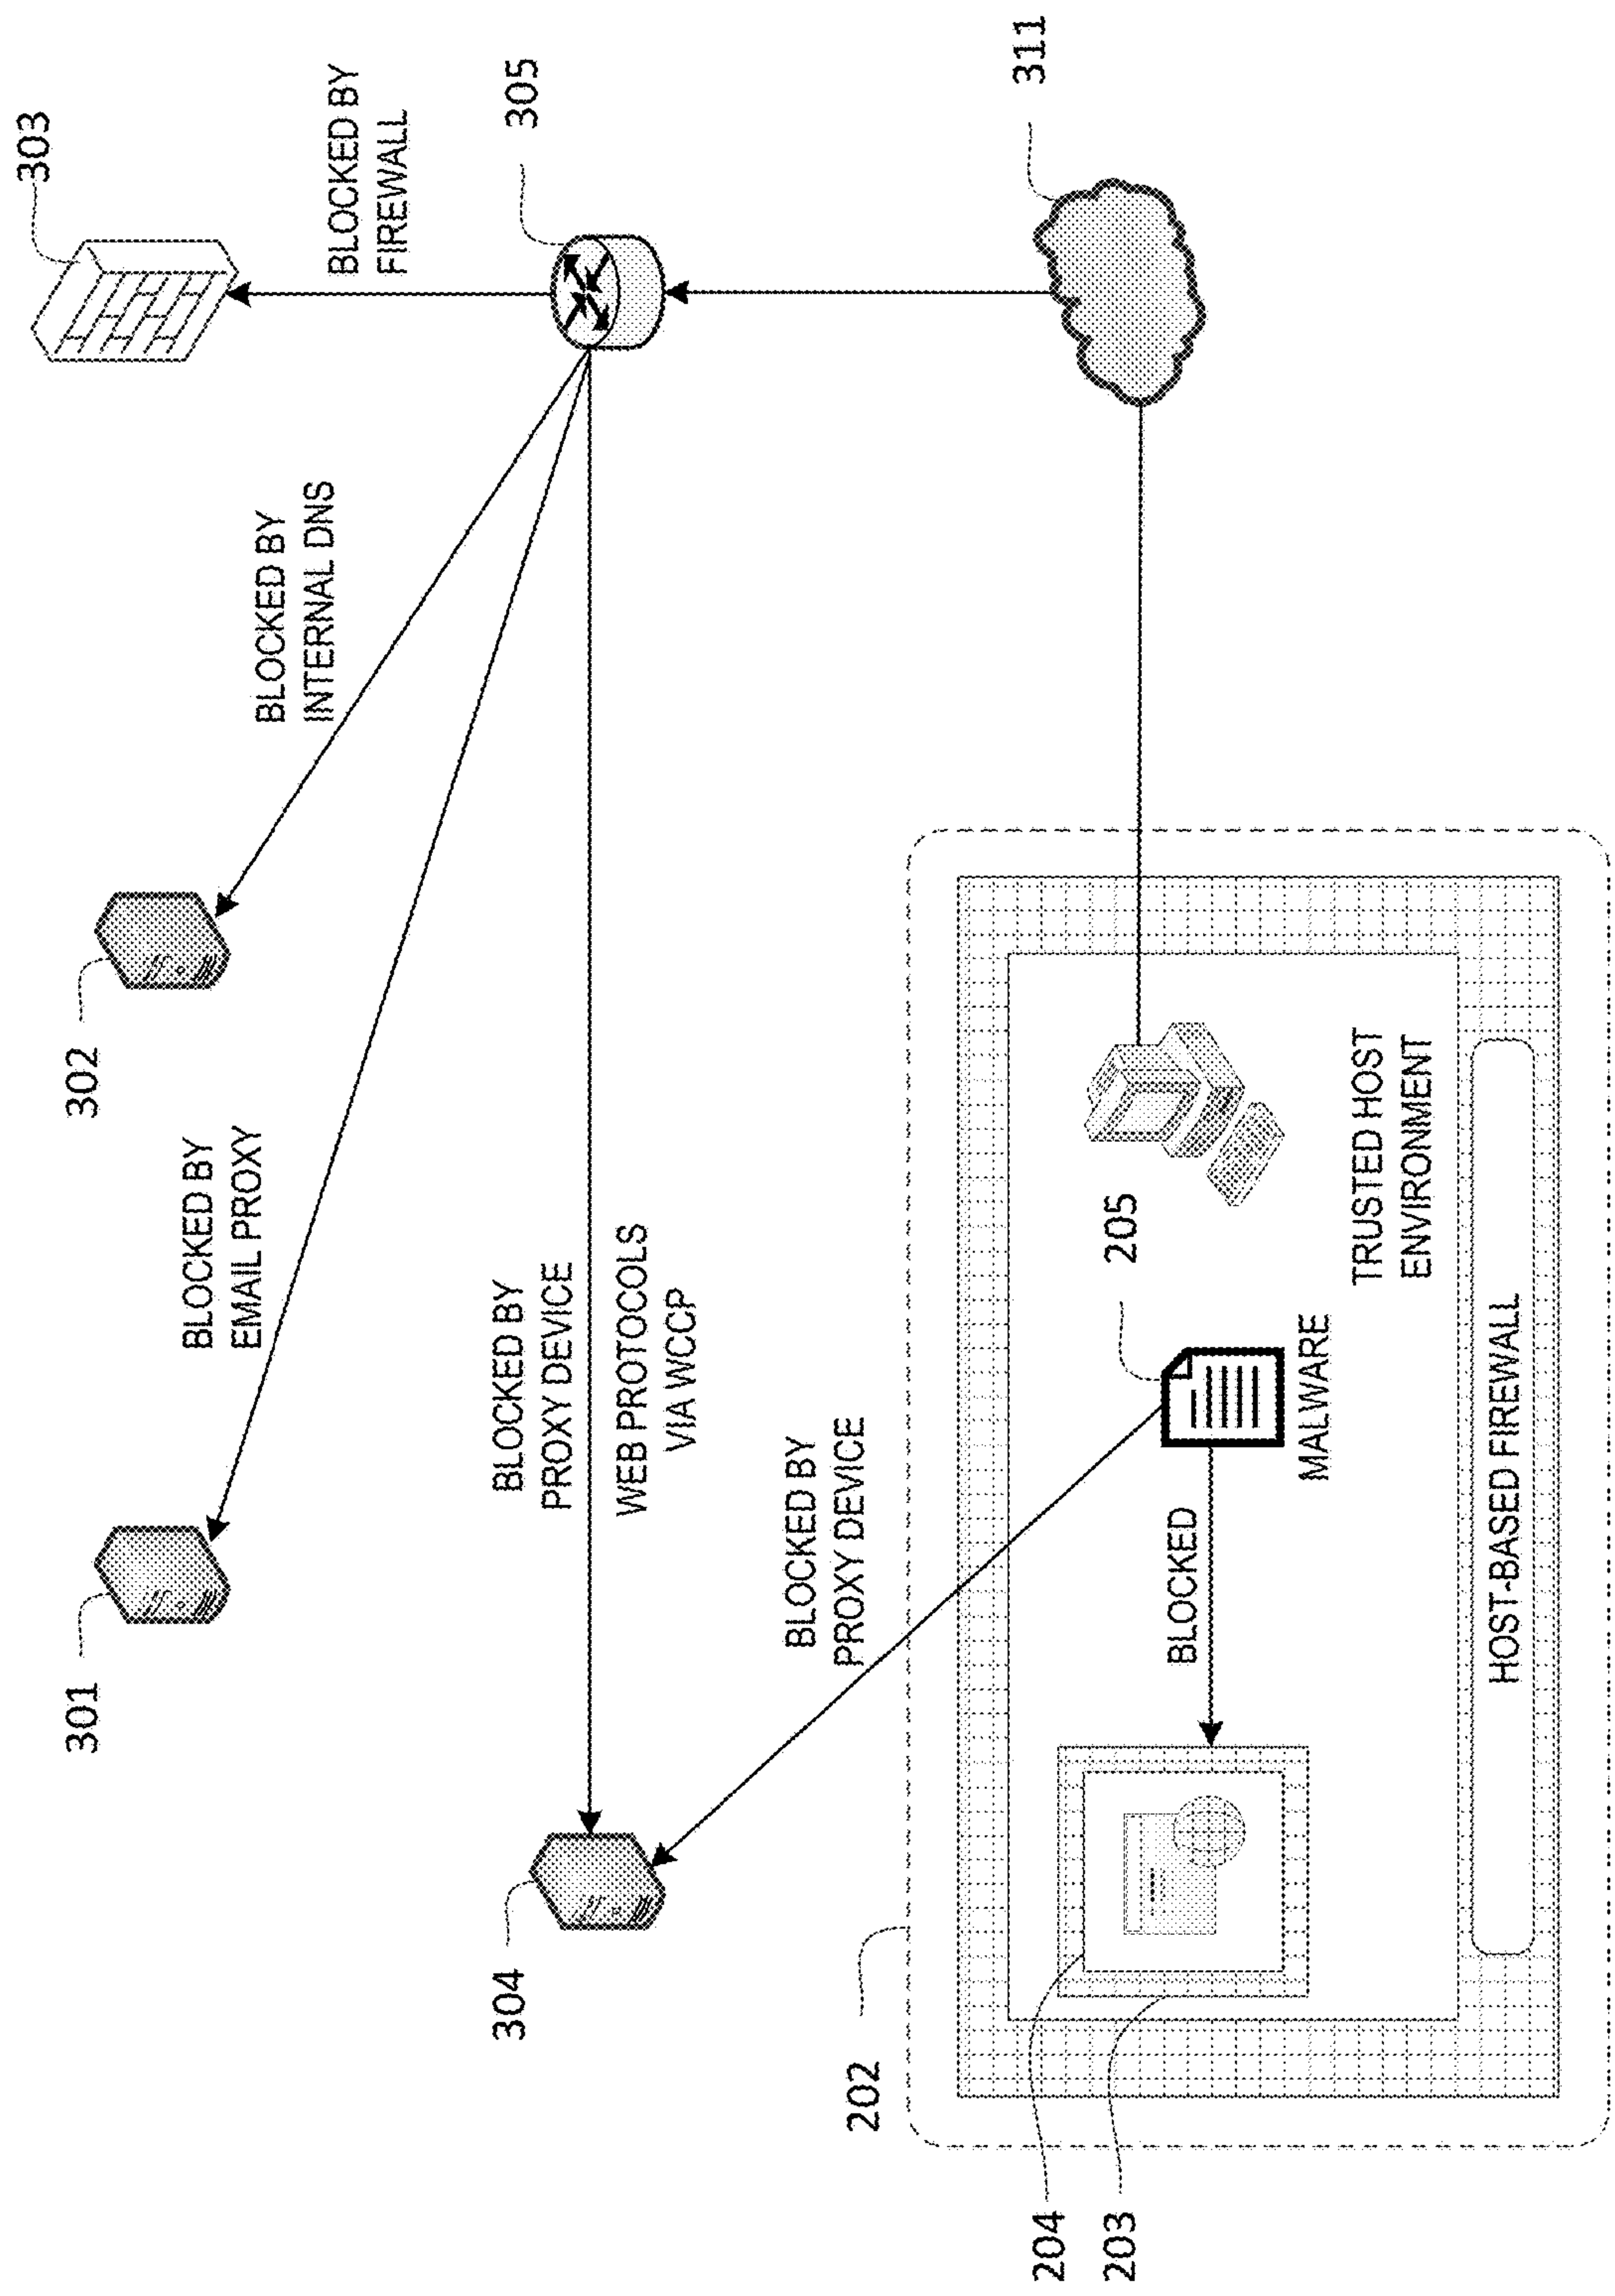 303
BLOCKED BY
FIREWALL
305
311
BLOCKED BY
INTERNAL DNS
302
BLOCKED BY
EMAIL PROXY
301
BLOCKED BY
PROXY DEVICE
WEB PROTOCOLS
VIA WCCP
304
BLOCKED BY
PROXY DEVICE
202
205
TRUSTED HOST
ENVIRONMENT
MALWARE
BLOCKED
HOST-BASED FIREWALL
204
203